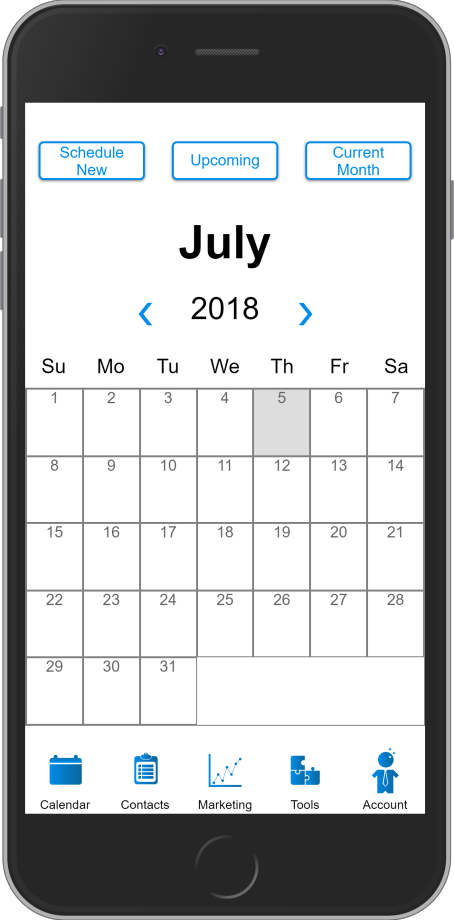 Schedule
New
Upcoming
Current
Month
July
2018
Su Mo Tu We Th Fr Sa
1 2 3 4 5 6 7
8 9 10 11 12 13 14
15 16 17 18 19 20 21
22 23 24 25 26 27 28
29 30 31
Calendar Contacts Marketing Tools Account